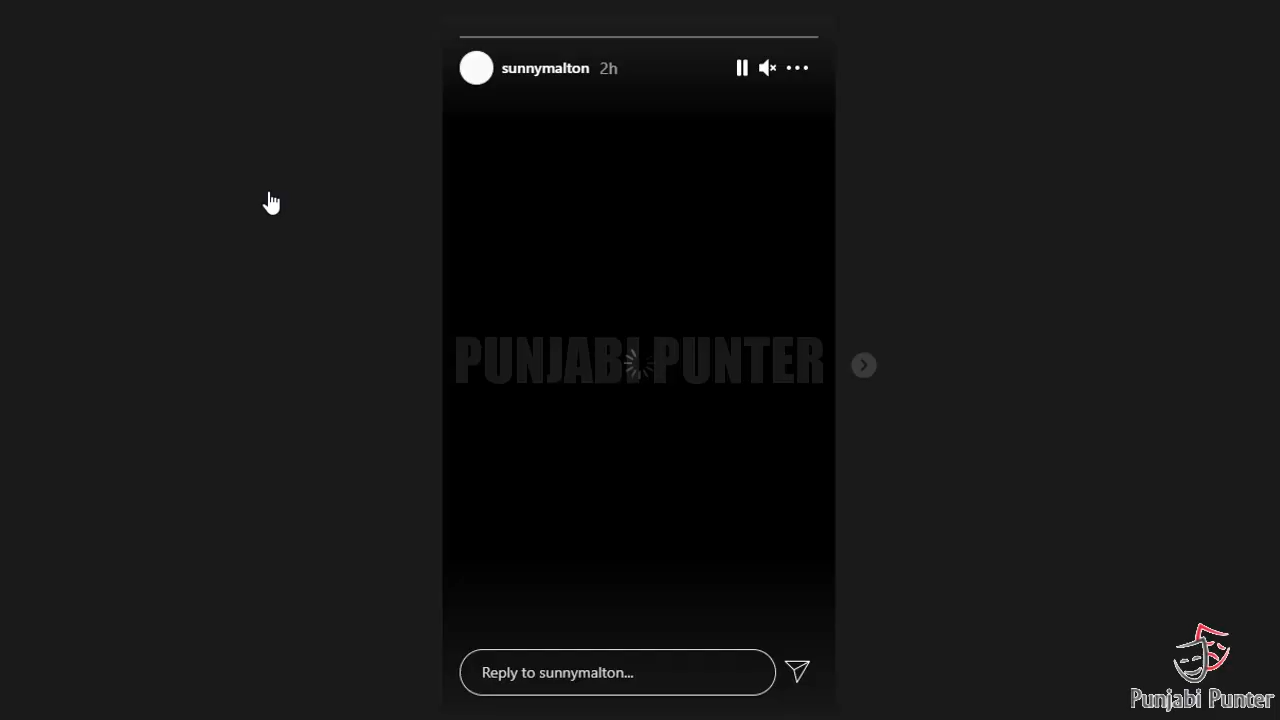 sunnymalton 2h
PUNJABI PUNTER
Reply to sunnymalton...
Punjabi Punter